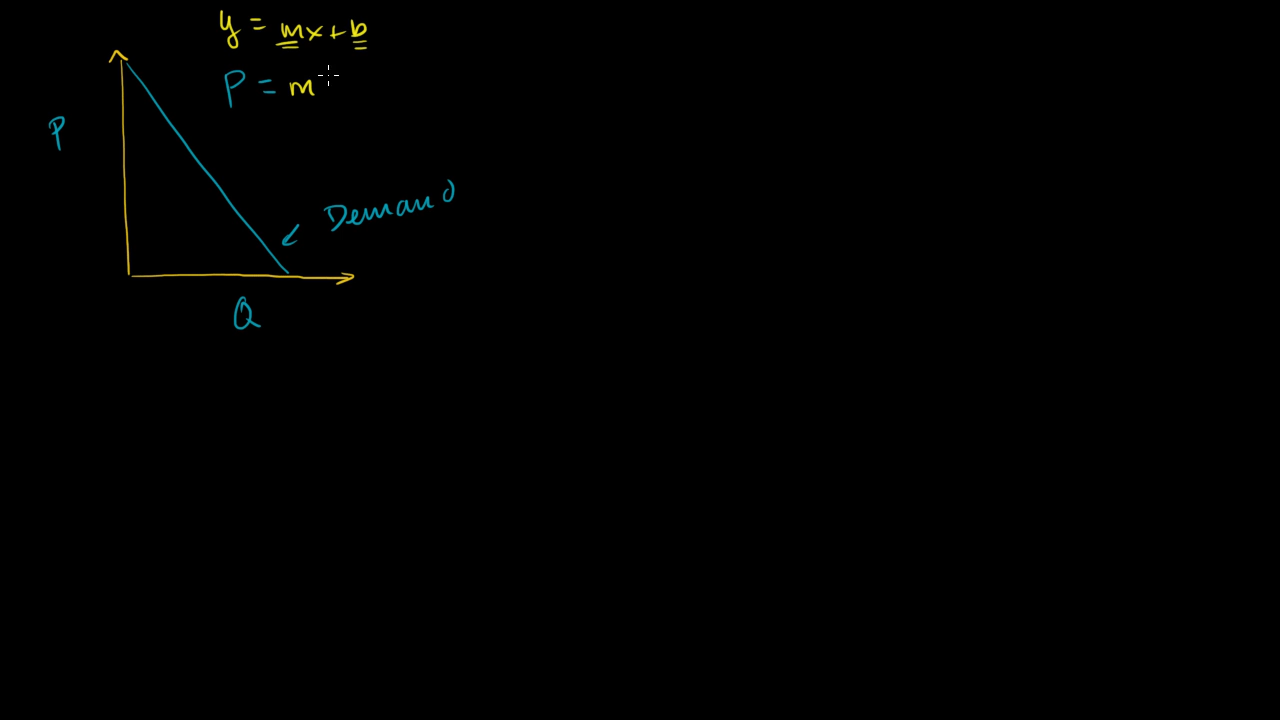 y = mx + b
P = m
P
Demand
Q